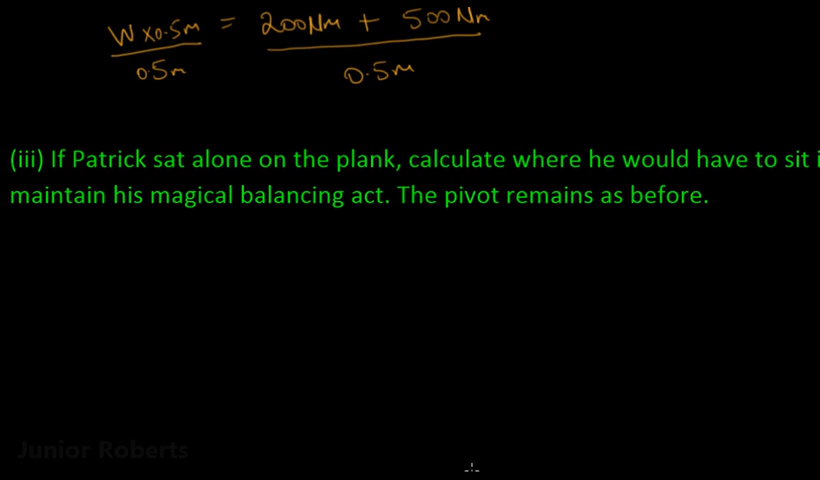 W x0.5m = 200Nm + 500Nm
0.5m 0.5m
(iii) If Patrick sat alone on the plank, calculate where he would have to sit i
maintain his magical balancing act. The pivot remains as before.
Junior Roberts